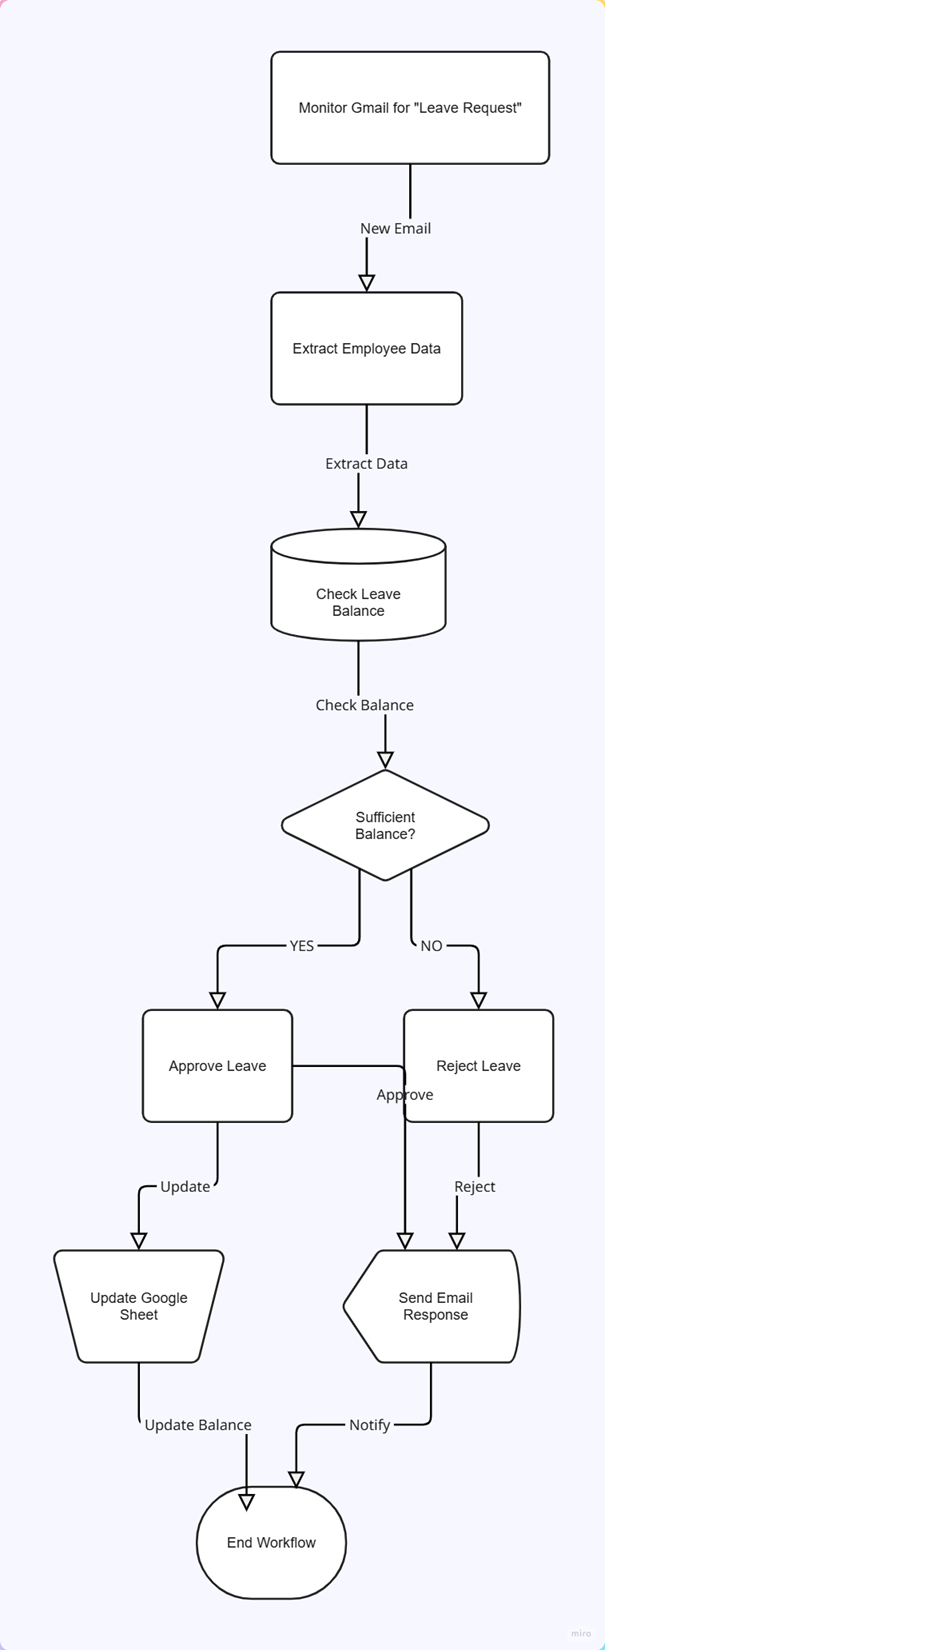 Monitor Gmail for "Leave Request"
New Email
Extract Employee Data
Extract Data
Check Leave
Balance
Check Balance
Sufficient
Balance?
YES
NO
Approve Leave
Reject Leave
Approve
Update
Reject
Update Google
Sheet
Send Email
Response
Update Balance
Notify
End Workflow
miro